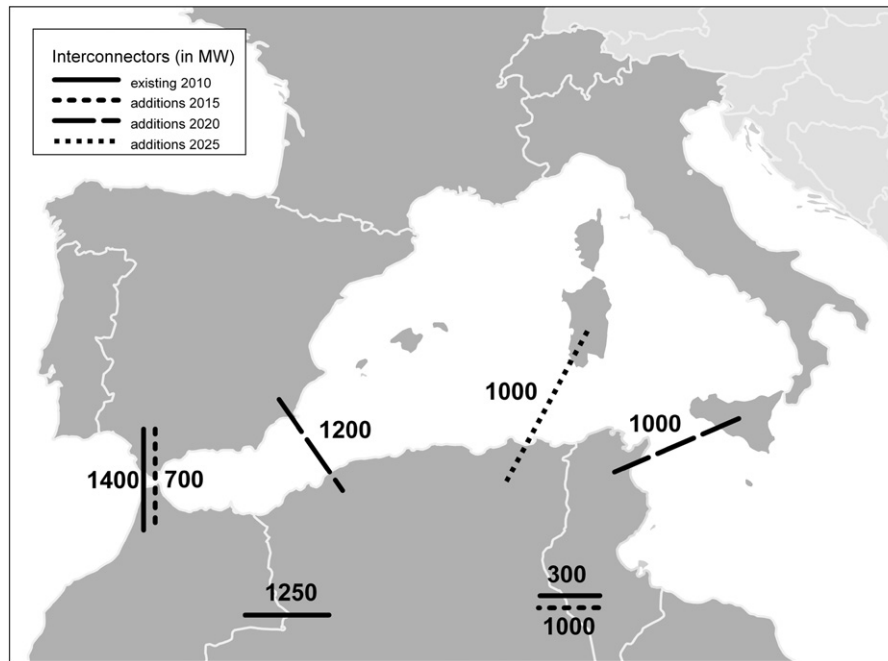 Interconnectors (in MW)
existing 2010
additions 2015
additions 2020
additions 2025
1000
1200
1000
1400 700
300
1250
1000